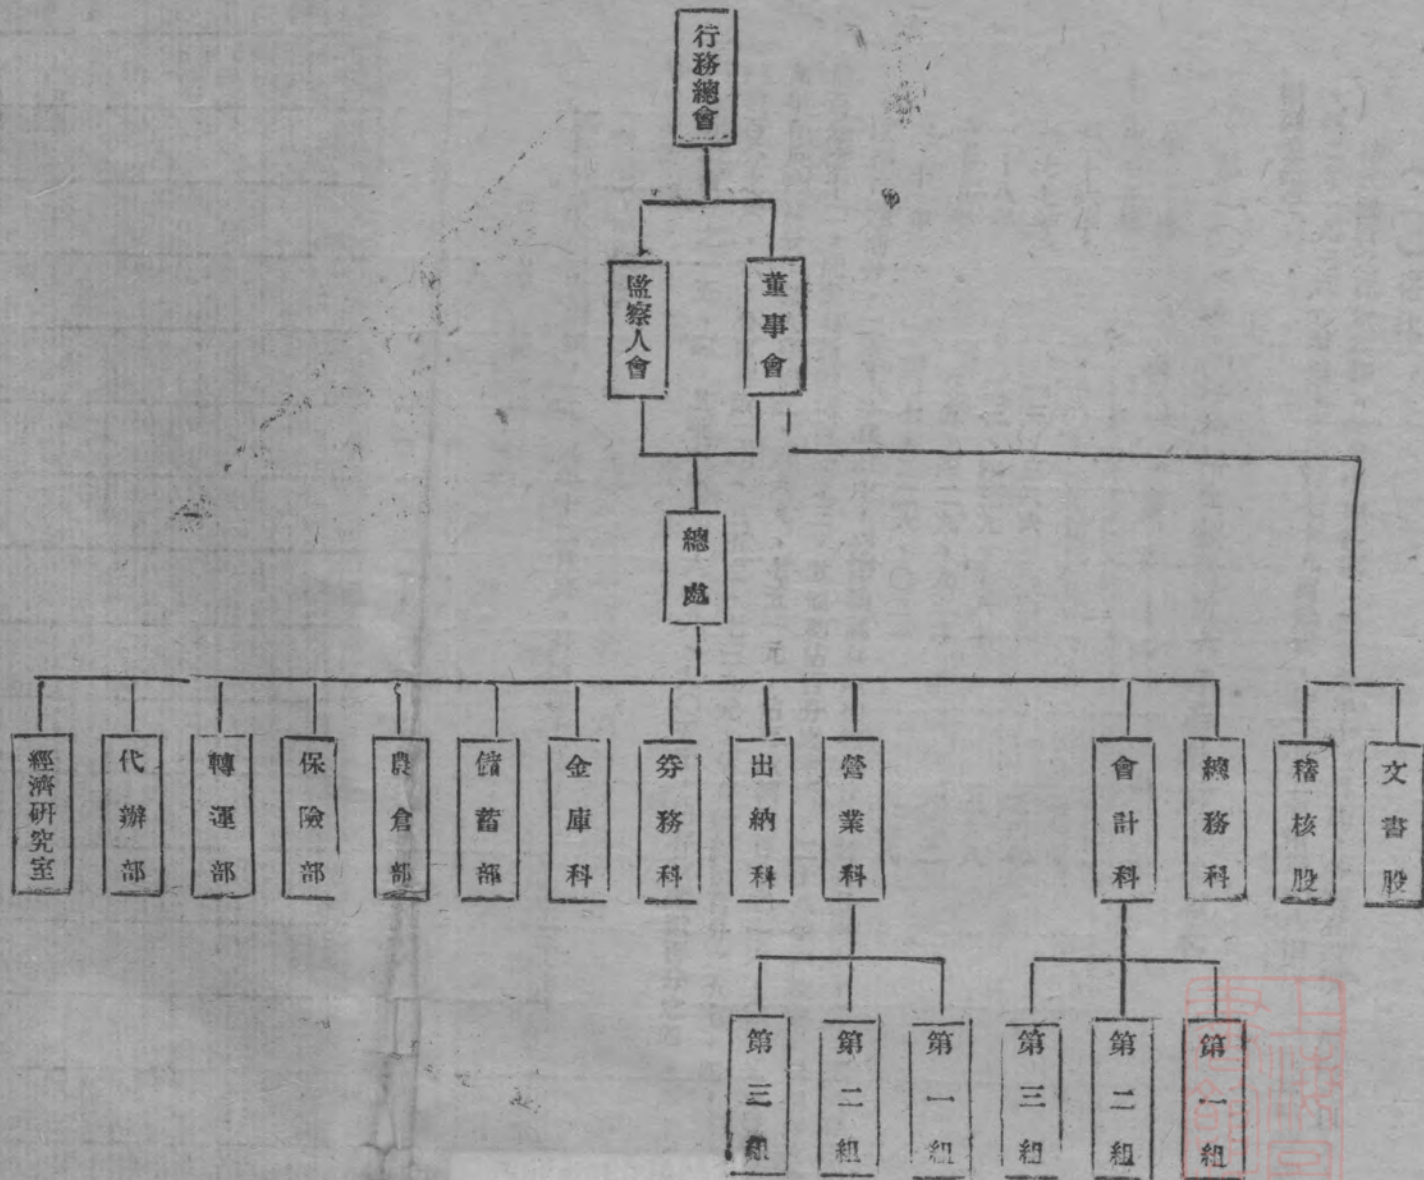 行務總會
董事會
監察人會
總處
文書股
稽核股
總務科
會計科
營業科
出納科
券務科
金庫科
儲蓄部
農倉部
保險部
轉運部
代辦部
經濟研究室
第一組
第二組
第三組
第一組
第二組
第三組